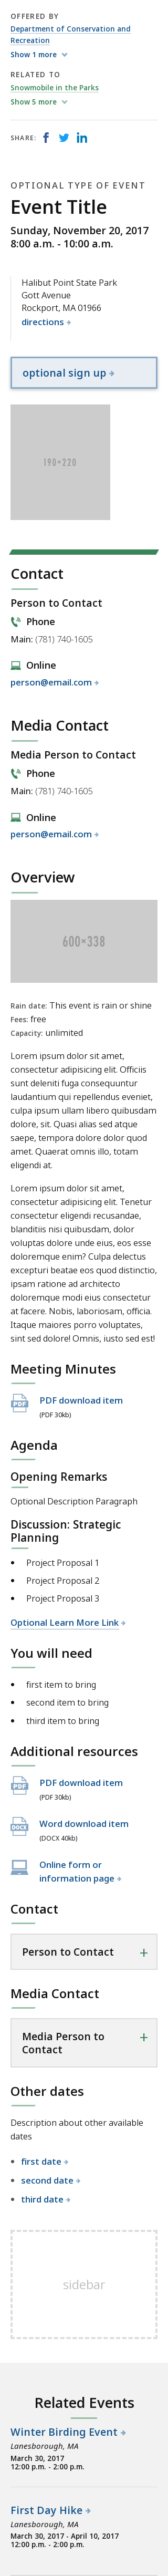 OFFERED BY
Department of Conservation and
Recreation
Show 1 more
RELATED TO
Snowmobile in the Parks
Show 5 more
SHARE:
OPTIONAL TYPE OF EVENT
Event Title
Sunday, November 20, 2017
8:00 a.m. - 10:00 a.m.
Halibut Point State Park
Gott Avenue
Rockport, MA 01966
directions
optional sign up
190×220
Contact
Person to Contact
Phone
Main: (781) 740-1605
Online
person@email.com
Media Contact
Media Person to Contact
Phone
Main: (781) 740-1605
Online
person@email.com
Overview
600×338
Rain date: This event is rain or shine
Fees: free
Capacity: unlimited
Lorem ipsum dolor sit amet,
consectetur adipisicing elit. Officiis
sunt deleniti fuga consequuntur
laudantium qui repellendus eveniet,
culpa ipsum ullam libero quibusdam
dolore, sit. Quasi alias sed atque
saepe, tempora dolore dolor quod
amet. Quaerat omnis illo, totam
eligendi at.
Lorem ipsum dolor sit amet,
consectetur adipisicing elit. Tenetur
consectetur eligendi recusandae,
blanditiis nisi quibusdam, dolor
voluptas dolore unde eius, eos esse
doloremque enim? Culpa delectus
excepturi beatae eos quod distinctio,
ipsam ratione ad architecto
doloremque modi eius consectetur
at facere. Nobis, laboriosam, officia.
Itaque maiores porro voluptates,
sint sed dolore! Omnis, iusto sed est!
Meeting Minutes
PDF
PDF download item
(PDF 30kb)
Agenda
Opening Remarks
Optional Description Paragraph
Discussion: Strategic
Planning
Project Proposal 1
Project Proposal 2
Project Proposal 3
Optional Learn More Link
You will need
first item to bring
second item to bring
third item to bring
Additional resources
PDF
PDF download item
(PDF 30kb)
DOCX
Word download item
(DOCX 40kb)
Online form or
information page
Contact
Person to Contact
Media Contact
Media Person to
Contact
Other dates
Description about other available
dates
first date
second date
third date
sidebar
Related Events
Winter Birding Event
Lanesborough, MA
March 30, 2017
12:00 p.m. - 2:00 p.m.
First Day Hike
Lanesborough, MA
March 30, 2017 - April 10, 2017
12:00 p.m. - 2:00 p.m.